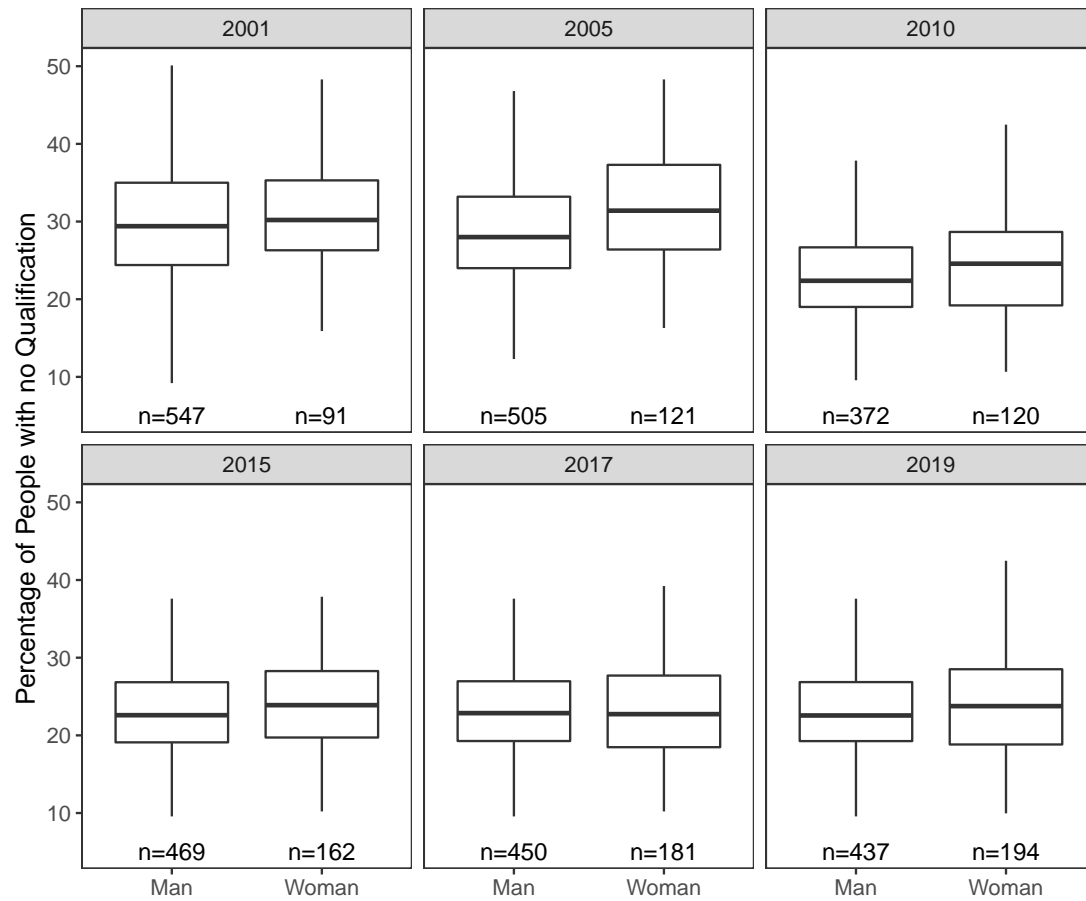 Percentage of People with no Qualification
2001
2005
2010
50
40
30
20
10
n=547
n=91
n=505
n=121
n=372
n=120
2015
2017
2019
50
40
30
20
10
n=469
n=162
n=450
n=181
n=437
n=194
Man
Woman
Man
Woman
Man
Woman